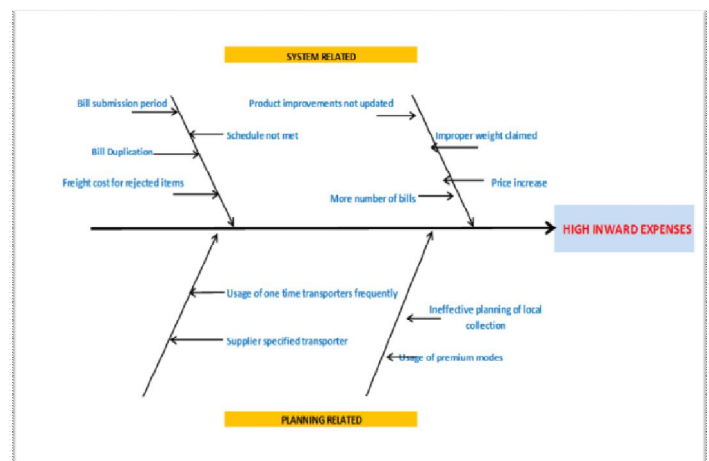 SYSTEM RELATED
Bill submission period
Product improvements not updated
Schedule not met
Improper weight claimed
Bill Duplication
Freight cost for rejected items
Price increase
More number of bills
HIGH INWARD EXPENSES
Usage of one time transporters frequently
Ineffective planning of local
collection
Supplier specified transporter
Usage of premium modes
PLANNING RELATED